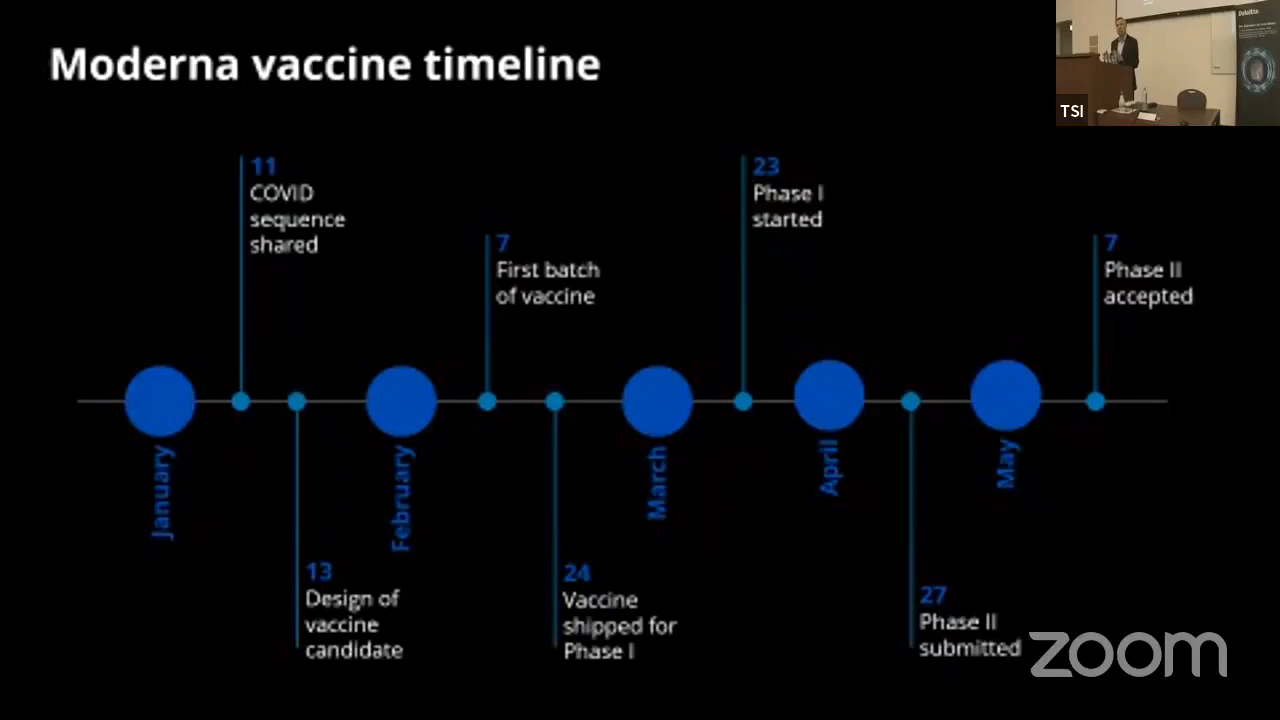 Moderna vaccine timeline
Deloitte
TSI
11
COVID
sequence
shared
23
Phase I
started
7
First batch
of vaccine
7
Phase II
accepted
January
February
March
April
May
13
Design of
vaccine
candidate
24
Vaccine
shipped for
Phase I
27
Phase II
submitted
zoom